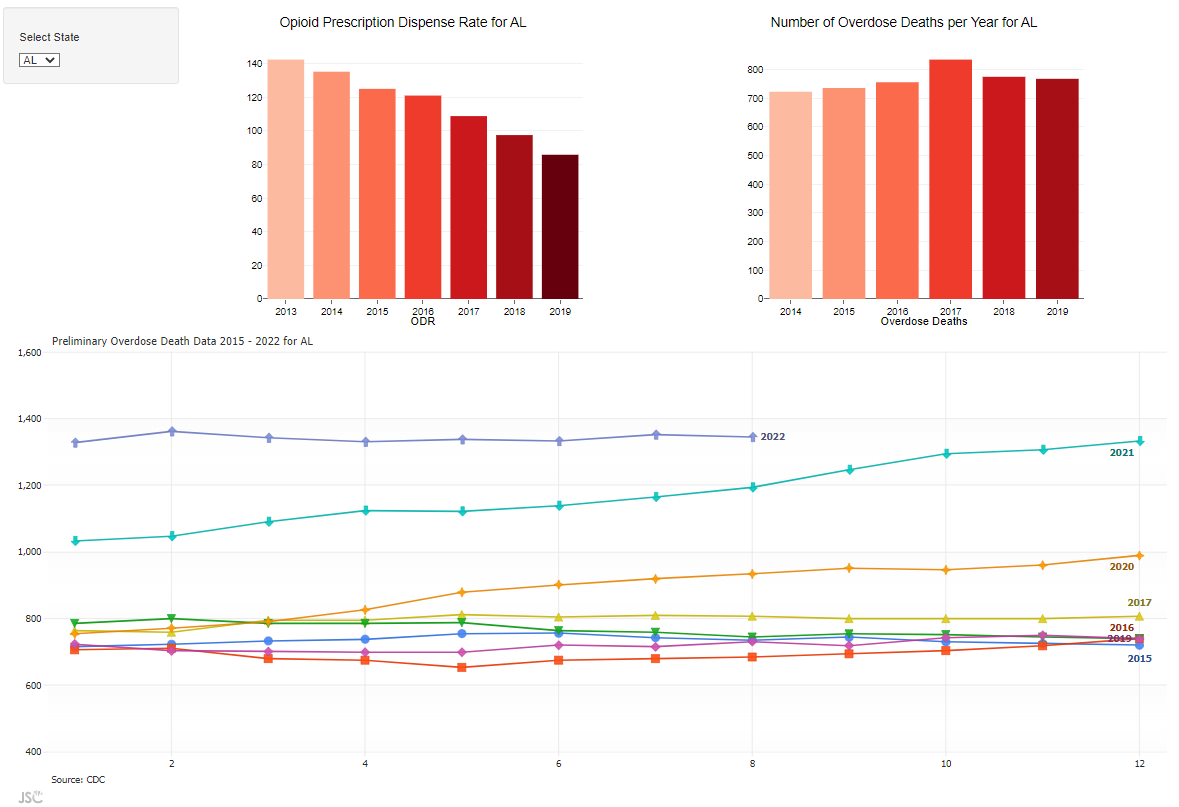 Select State
AL
Opioid Prescription Dispense Rate for AL
140
120
100
80
60
40
20
0
2013 2014 2015 2016 2017 2018 2019
ODR
Number of Overdose Deaths per Year for AL
800
700
600
500
400
300
200
100
0
2014 2015 2016 2017 2018 2019
Overdose Deaths
Preliminary Overdose Death Data 2015 - 2022 for AL
1,600
1,400
1,200
1,000
800
600
400
2022
2021
2020
2017
2016
2019
2015
2 4 6 8 10 12
Source: CDC
JSC